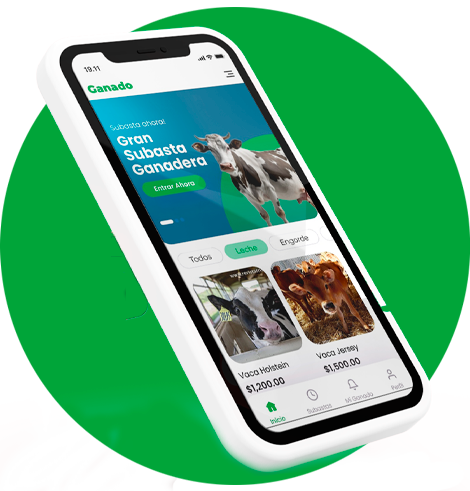 19.11
Ganado
Subasta ahora!
Gran
Subasta
Ganadera
Entrar Ahora
Todos
Leche
Engorde
Vaca Holstein
$1,200.00
Vaca Jersey
$1,500.00
Inicio
Subastas
Mi Ganado
Perfil